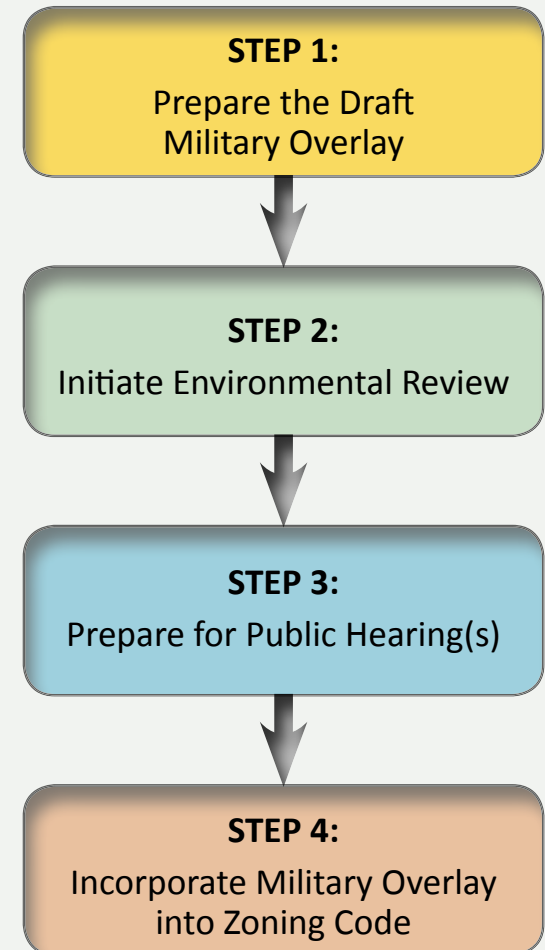 STEP 1:
Prepare the Draft
Military Overlay
STEP 2:
Initiate Environmental Review
STEP 3:
Prepare for Public Hearing(s)
STEP 4:
Incorporate Military Overlay
into Zoning Code